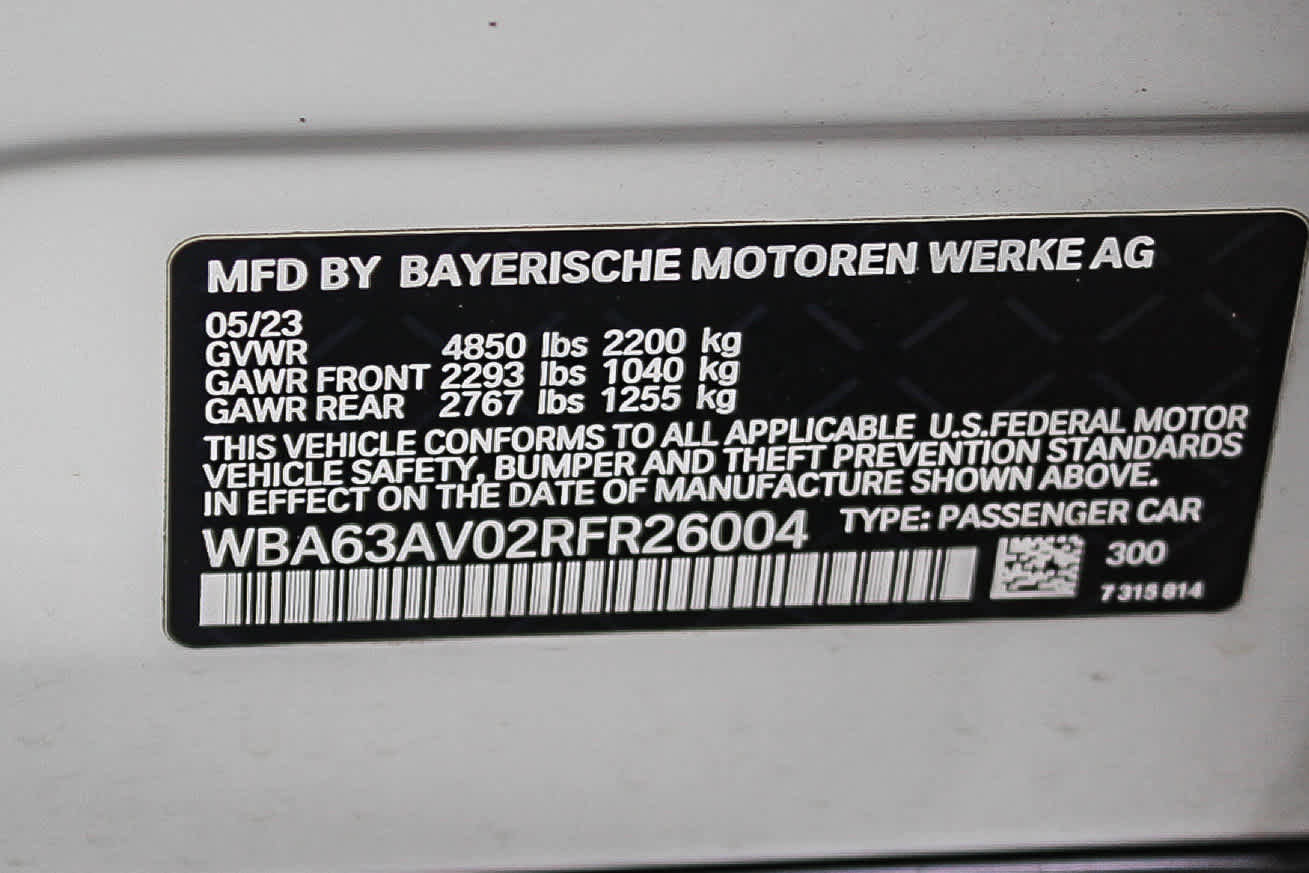 MFD BY BAYERISCHE MOTOREN WERKE AG
05/23
GVWR 4850 lbs 2200 kg
GAWR FRONT 2293 lbs 1040 kg
GAWR REAR 2767 lbs 1255 kg
THIS VEHICLE CONFORMS TO ALL APPLICABLE U.S.FEDERAL MOTOR
VEHICLE SAFETY, BUMPER AND THEFT PREVENTION STANDARDS
IN EFFECT ON THE DATE OF MANUFACTURE SHOWN ABOVE.
WBA63AV02RFR26004 TYPE: PASSENGER CAR
300
7 315 814